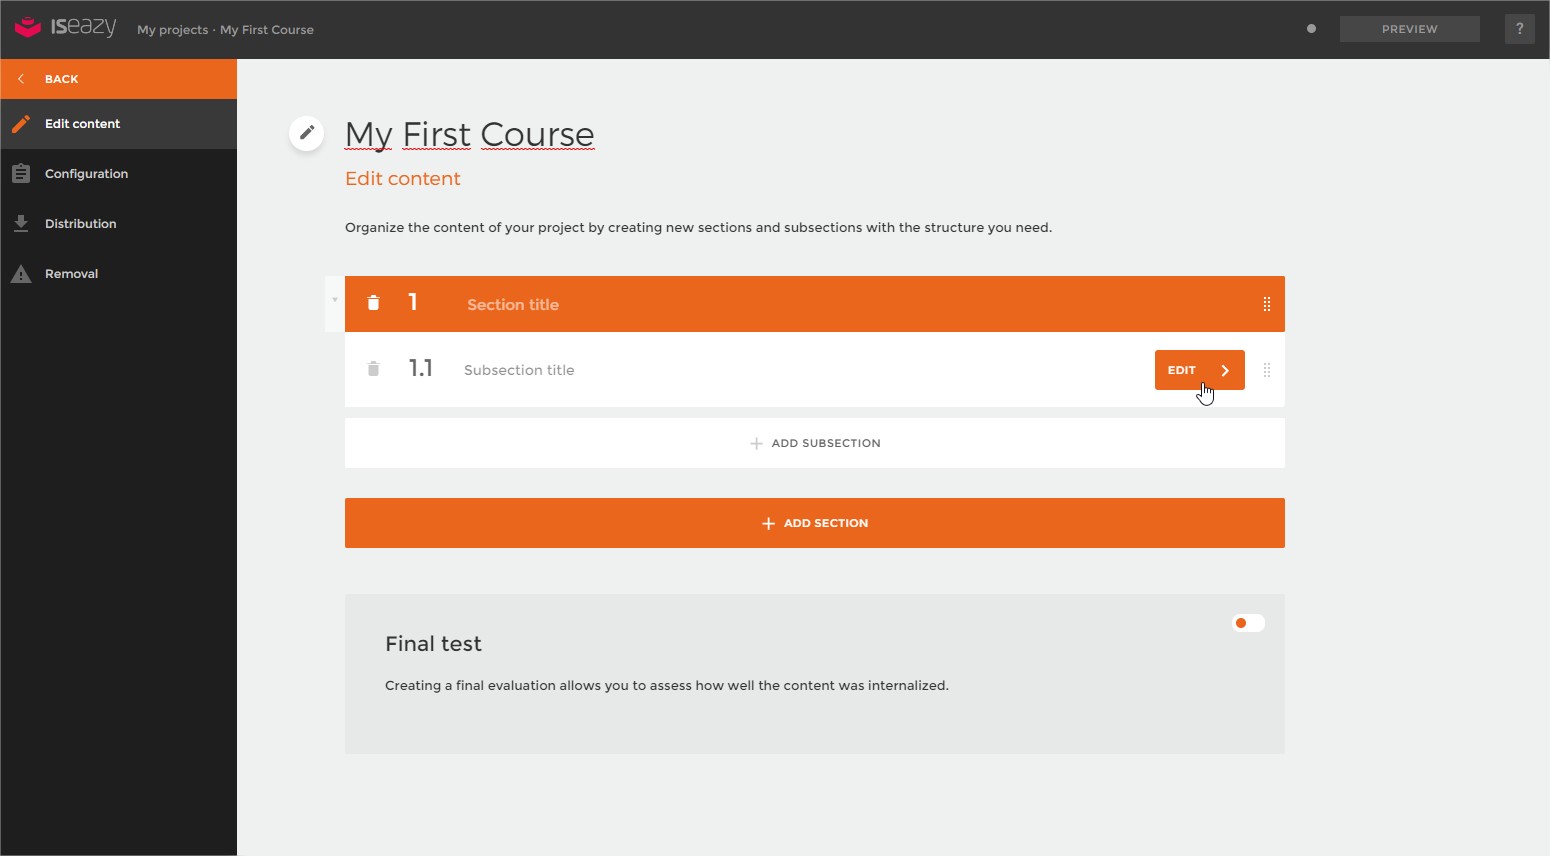 ISeazy
My projects · My First Course
PREVIEW
?
BACK
Edit content
Configuration
Distribution
Removal
My First Course
Edit content
Organize the content of your project by creating new sections and subsections with the structure you need.
1 Section title
1.1 Subsection title
EDIT
ADD SUBSECTION
ADD SECTION
Final test
Creating a final evaluation allows you to assess how well the content was internalized.